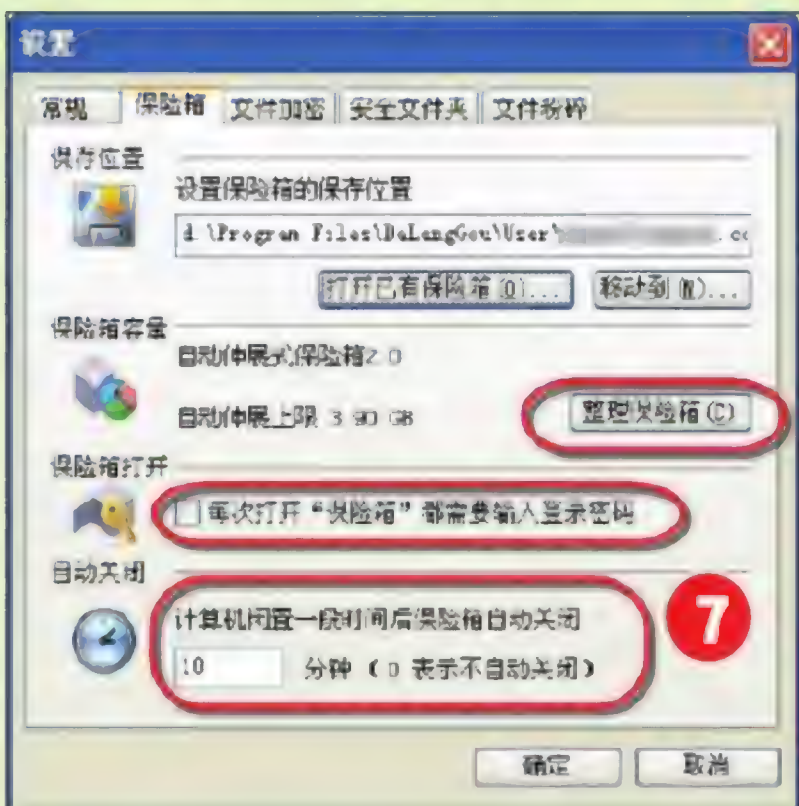 设置
常规 保险箱 文件加密 安全文件夹 文件粉碎
保存位置
设置保险箱的保存位置
d:\Program Files\DaLangGou\User\ .co
打开已有保险箱(O)... 移动到(M)...
保险箱容量
自动伸展式保险箱2.0
自动伸展上限 3.90 GB
整理保险箱(C)
保险箱打开
每次打开“保险箱”都需要输入登录密码
自动关闭
计算机闲置一段时间后保险箱自动关闭
10 分钟 ( 0 表示不自动关闭)
7
确定 取消